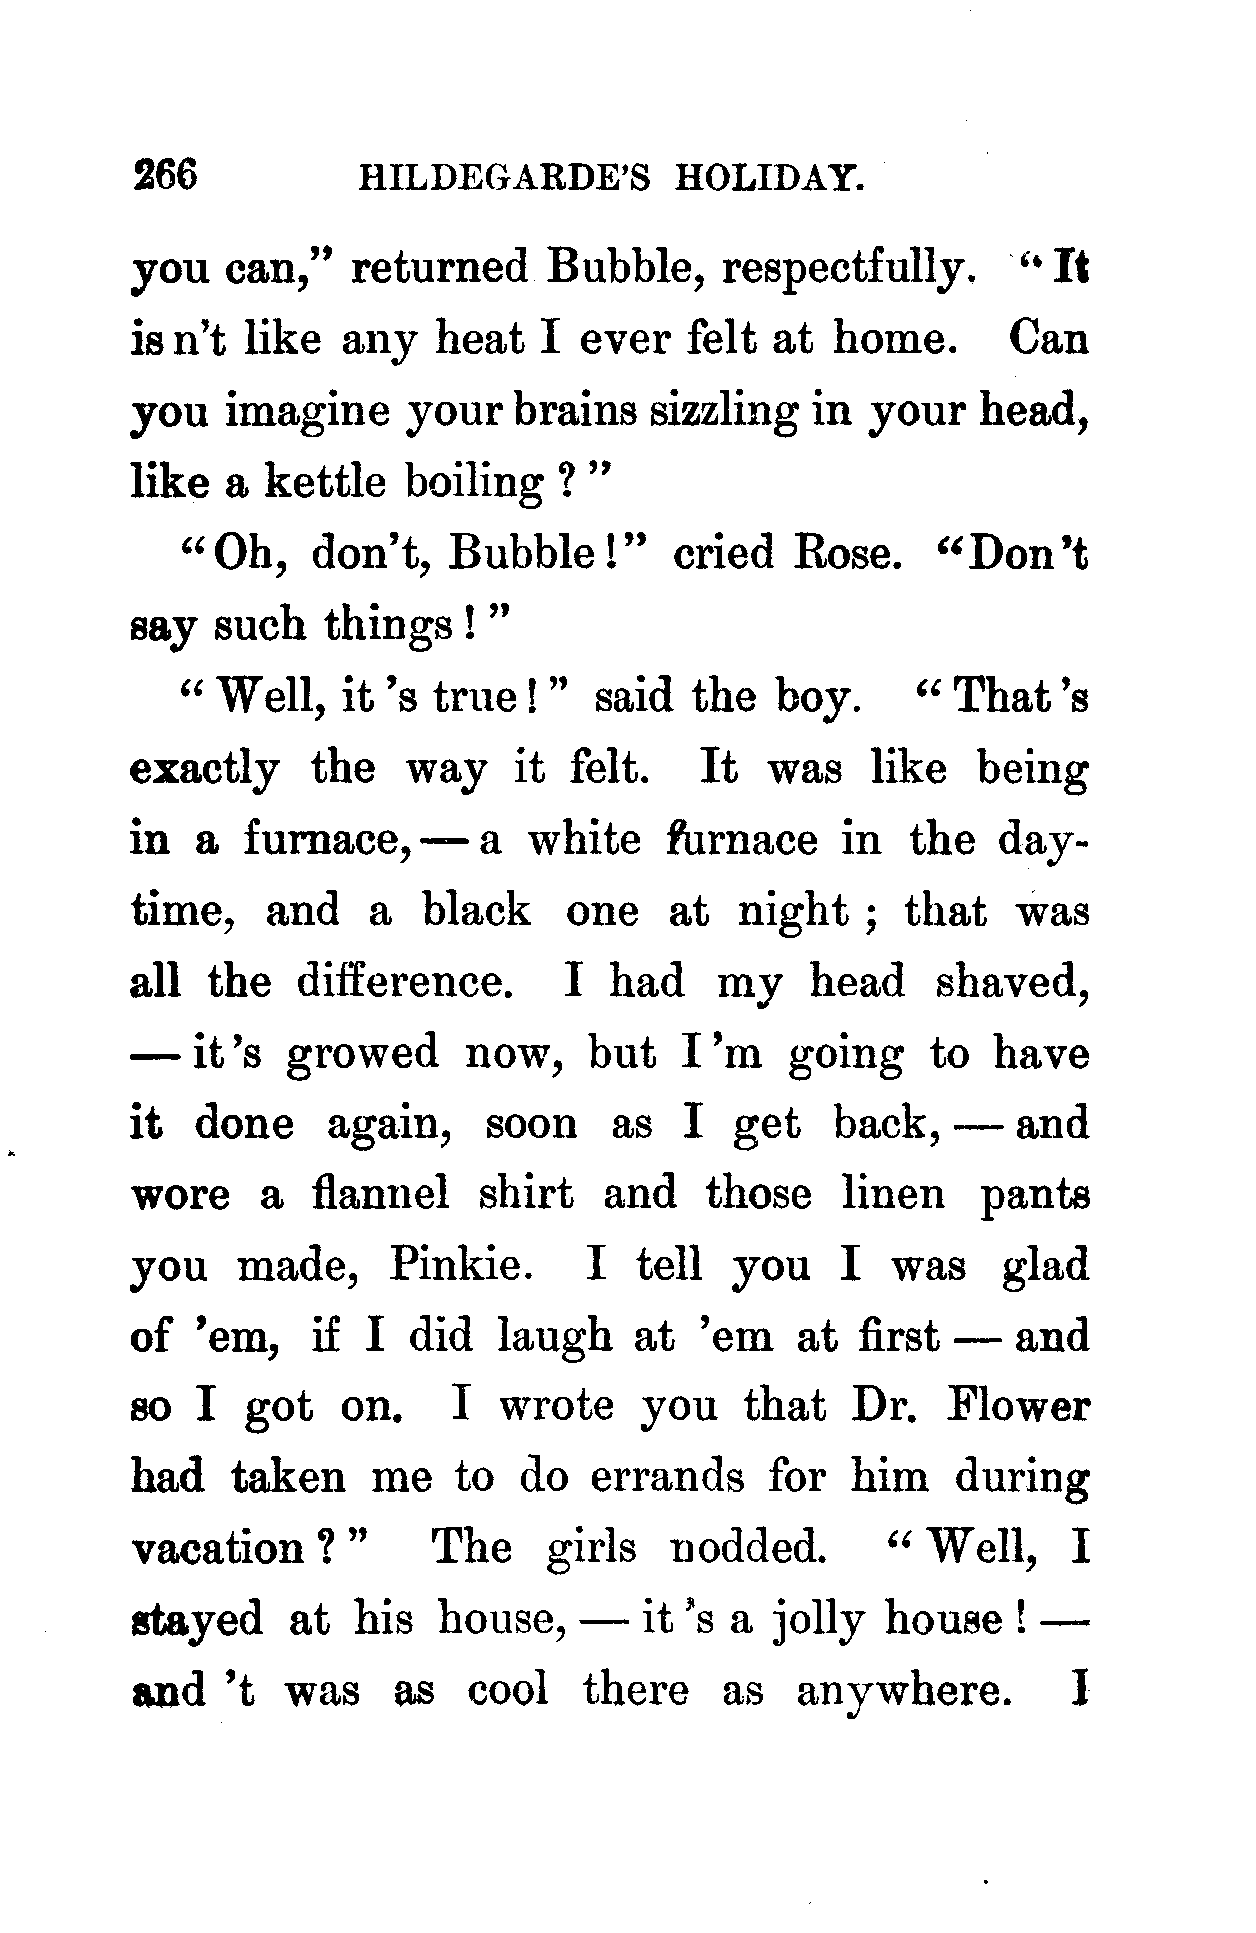 266 HILDEGARDE'S HOLIDAY.
you can," returned Bubble, respectfully. "It
is n't like any heat I ever felt at home. Can
you imagine your brains sizzling in your head,
like a kettle boiling ? "
"Oh, don't, Bubble!" cried Rose. "Don't
say such things ! "
" Well, it 's true ! " said the boy. " That 's
exactly the way it felt. It was like being
in a furnace, — a white furnace in the day-
time, and a black one at night ; that was
all the difference. I had my head shaved,
— it 's growed now, but I 'm going to have
it done again, soon as I get back, — and
wore a flannel shirt and those linen pants
you made, Pinkie. I tell you I was glad
of 'em, if I did laugh at 'em at first — and
so I got on. I wrote you that Dr. Flower
had taken me to do errands for him during
vacation ? " The girls nodded. " Well, I
stayed at his house, — it 's a jolly house ! —
and 't was as cool there as anywhere. I